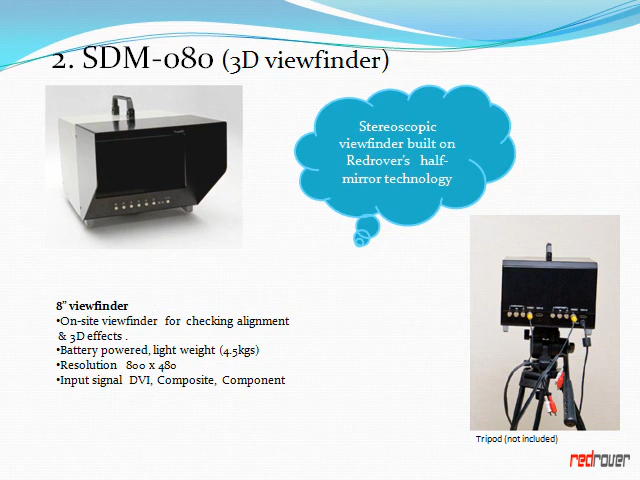 2. SDM-080 (3D viewfinder)
Stereoscopic
viewfinder built on
Redrover's half-
mirror technology
8" viewfinder
•On-site viewfinder for checking alignment
& 3D effects .
•Battery powered, light weight (4.5kgs)
•Resolution 800 x 480
•Input signal DVI, Composite, Component
Tripod (not included)
redrover